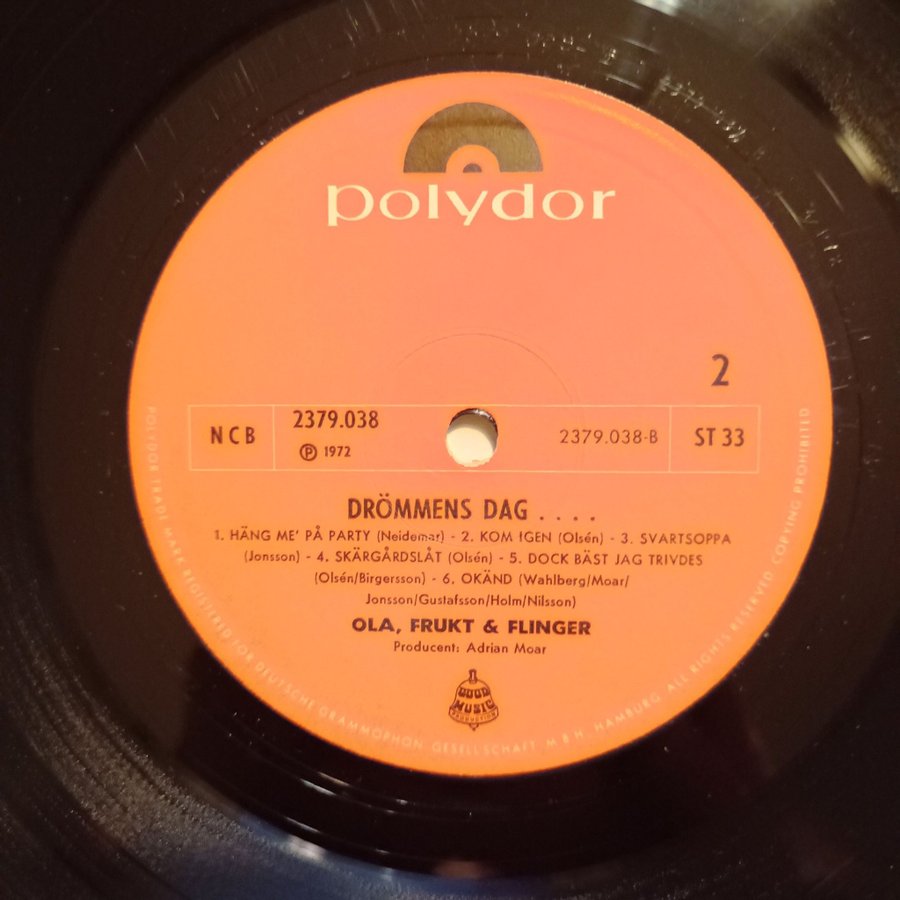 polydor
2
NCB
2379.038
Ⓟ 1972
2379.038-B
ST 33
DRÖMMENS DAG . . . .
1. HÄNG ME' PÅ PARTY (Neidemar) - 2. KOM IGEN (Olsén) - 3. SVARTSOPPA
(Jonsson) - 4. SKÄRGÅRDSLÅT (Olsén) - 5. DOCK BÄST JAG TRIVDES
(Olsén/Birgersson) - 6. OKÄND (Wahlberg/Moar/
Jonsson/Gustafsson/Holm/Nilsson)
OLA, FRUKT & FLINGER
Producent: Adrian Moar
GOOD
MUSIC
PRODUCTION
POLYDOR TRADE MARK REGISTERED FOR DEUTSCHE GRAMMOPHON GESELLSCHAFT M.B.H. HAMBURG. ALL RIGHTS RESERVED. COPYING PROHIBITED